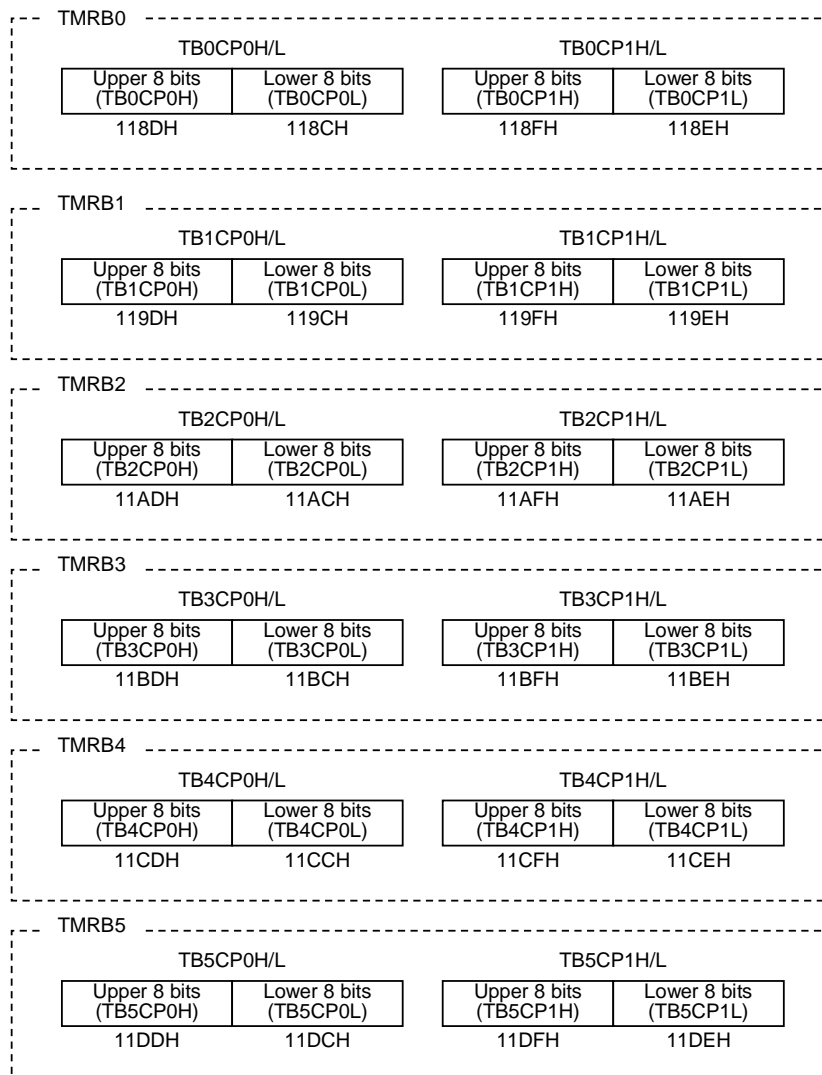 TMRB0
TB0CP0H/L TB0CP1H/L
Upper 8 bits Lower 8 bits Upper 8 bits Lower 8 bits
(TB0CP0H) (TB0CP0L) (TB0CP1H) (TB0CP1L)
118DH 118CH 118FH 118EH
TMRB1
TB1CP0H/L TB1CP1H/L
Upper 8 bits Lower 8 bits Upper 8 bits Lower 8 bits
(TB1CP0H) (TB1CP0L) (TB1CP1H) (TB1CP1L)
119DH 119CH 119FH 119EH
TMRB2
TB2CP0H/L TB2CP1H/L
Upper 8 bits Lower 8 bits Upper 8 bits Lower 8 bits
(TB2CP0H) (TB2CP0L) (TB2CP1H) (TB2CP1L)
11ADH 11ACH 11AFH 11AEH
TMRB3
TB3CP0H/L TB3CP1H/L
Upper 8 bits Lower 8 bits Upper 8 bits Lower 8 bits
(TB3CP0H) (TB3CP0L) (TB3CP1H) (TB3CP1L)
11BDH 11BCH 11BFH 11BEH
TMRB4
TB4CP0H/L TB4CP1H/L
Upper 8 bits Lower 8 bits Upper 8 bits Lower 8 bits
(TB4CP0H) (TB4CP0L) (TB4CP1H) (TB4CP1L)
11CDH 11CCH 11CFH 11CEH
TMRB5
TB5CP0H/L TB5CP1H/L
Upper 8 bits Lower 8 bits Upper 8 bits Lower 8 bits
(TB5CP0H) (TB5CP0L) (TB5CP1H) (TB5CP1L)
11DDH 11DCH 11DFH 11DEH